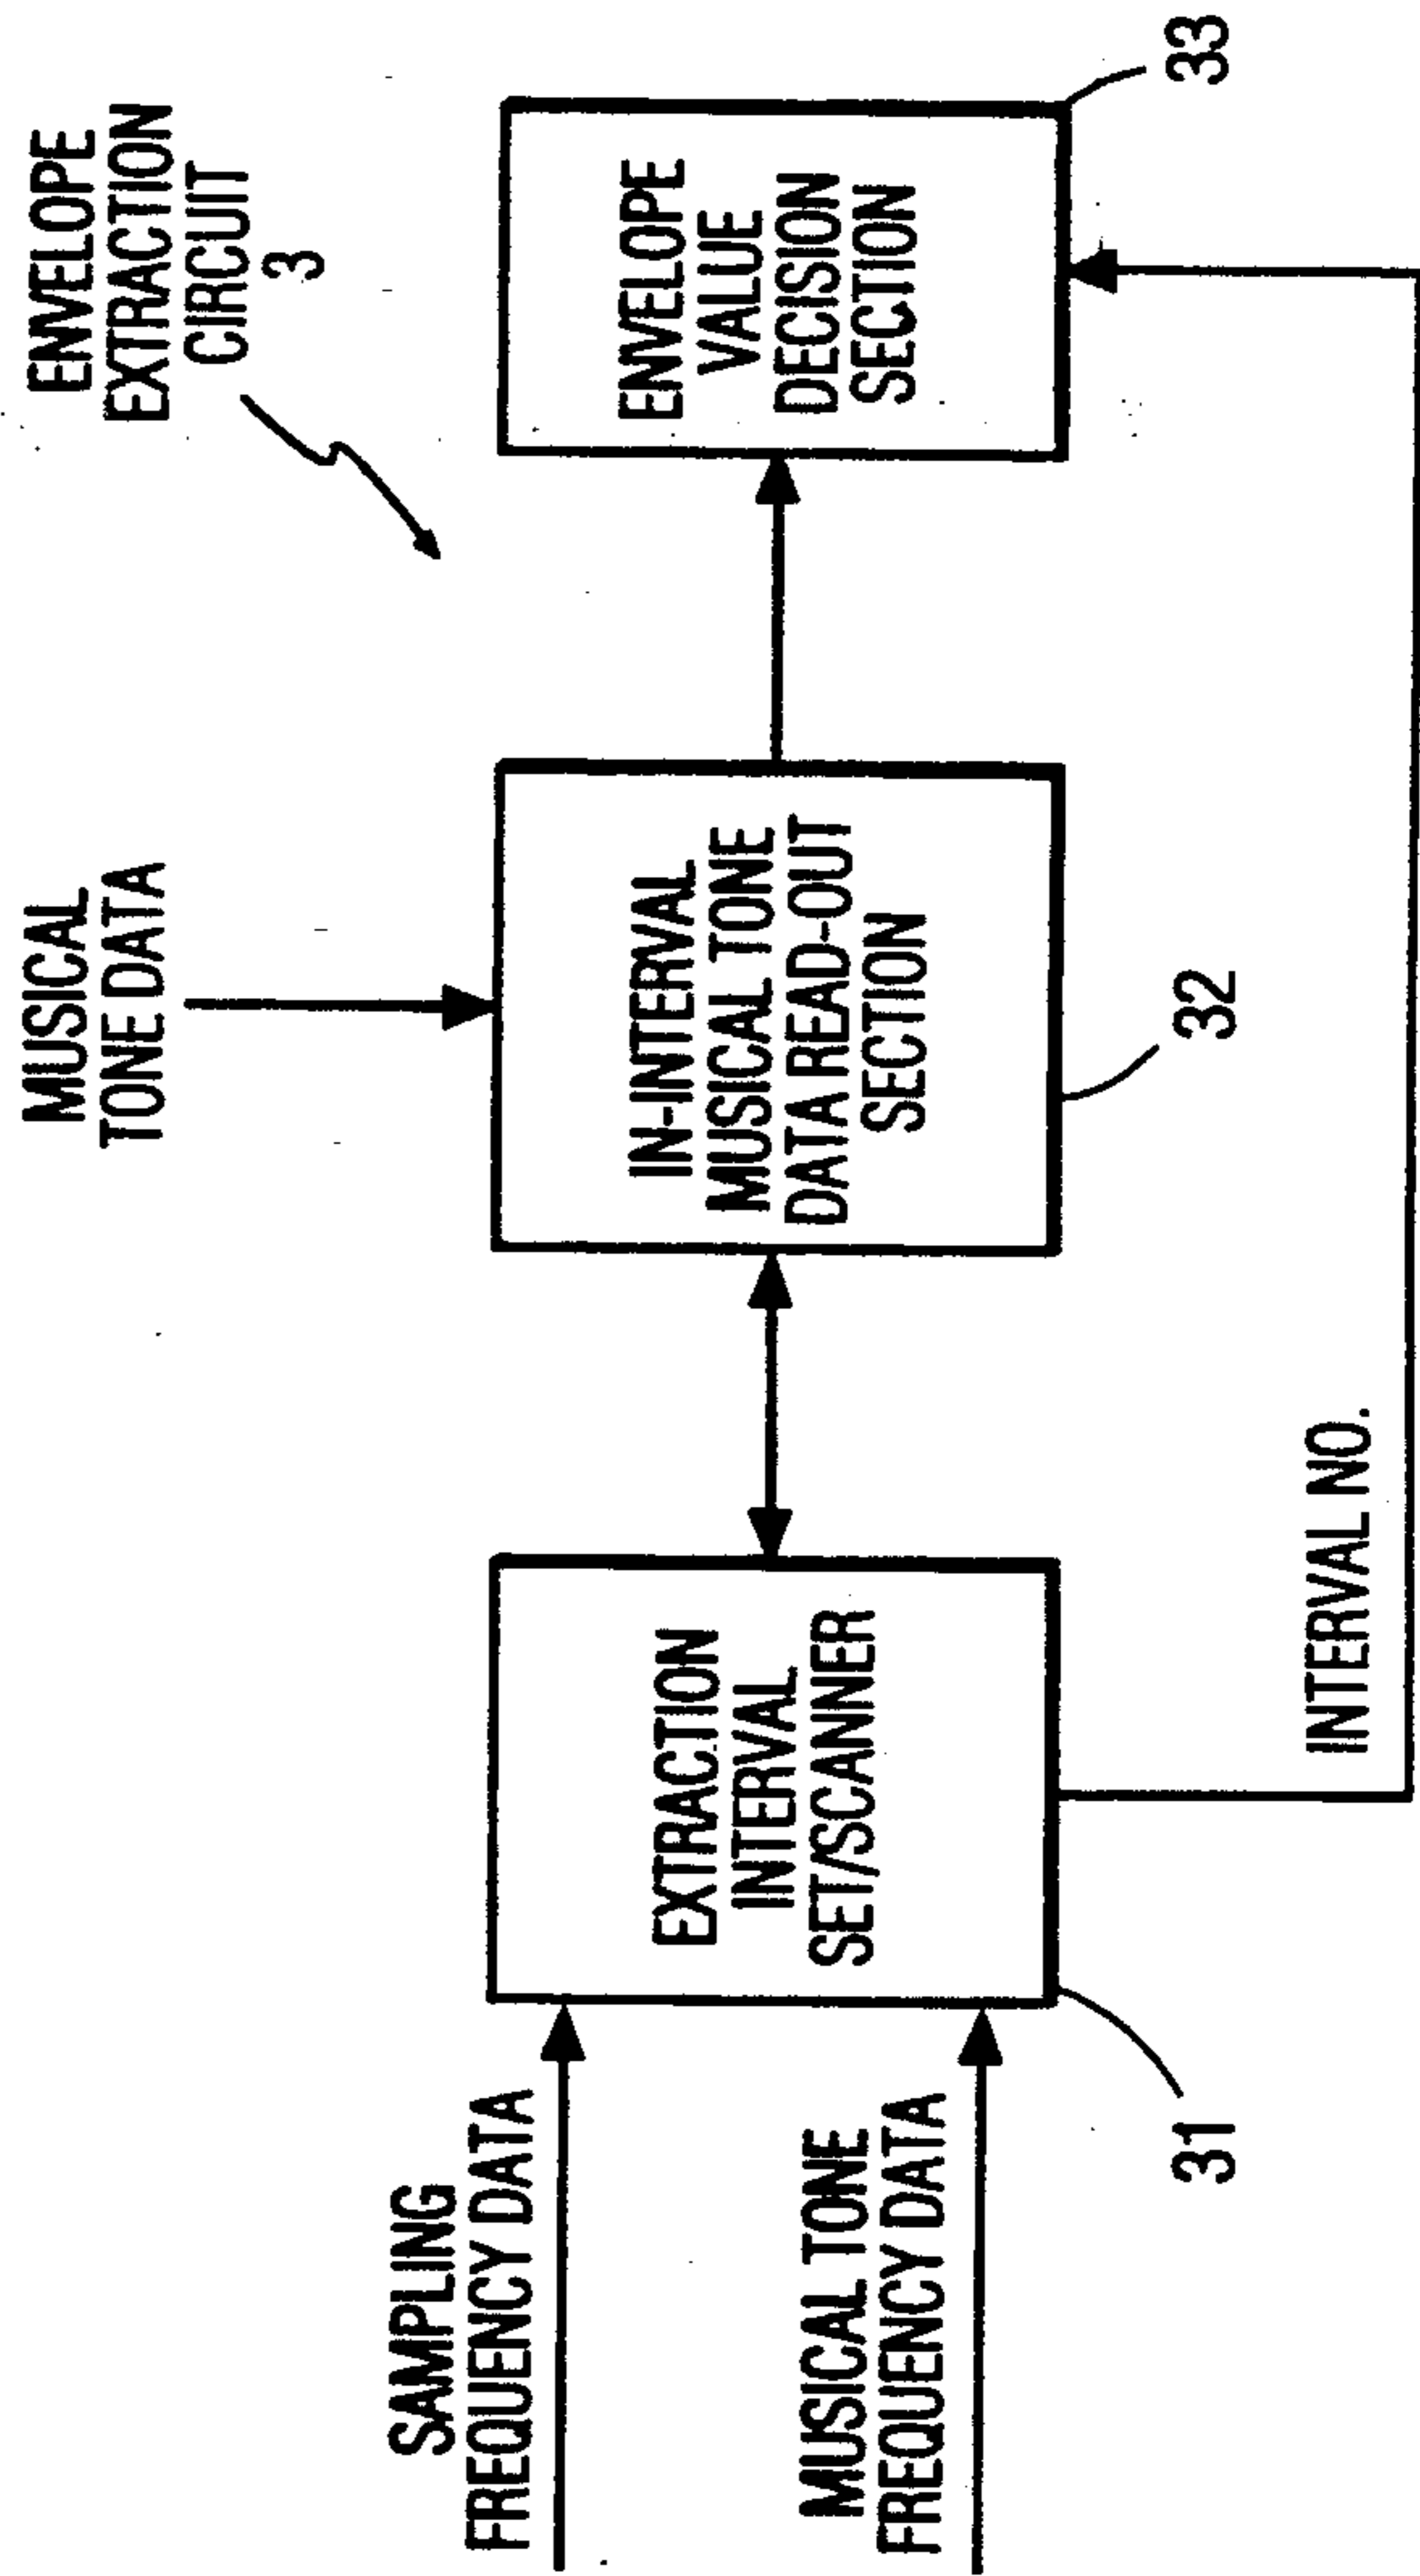 ENVELOPE
EXTRACTION
CIRCUIT
3
MUSICAL
TONE DATA
SAMPLING
FREQUENCY DATA
MUSICAL TONE
FREQUENCY DATA
EXTRACTION
INTERVAL
SET/SCANNER
31
IN-INTERVAL
MUSICAL TONE
DATA READ-OUT
SECTION
32
ENVELOPE
VALUE
DECISION
SECTION
33
INTERVAL NO.